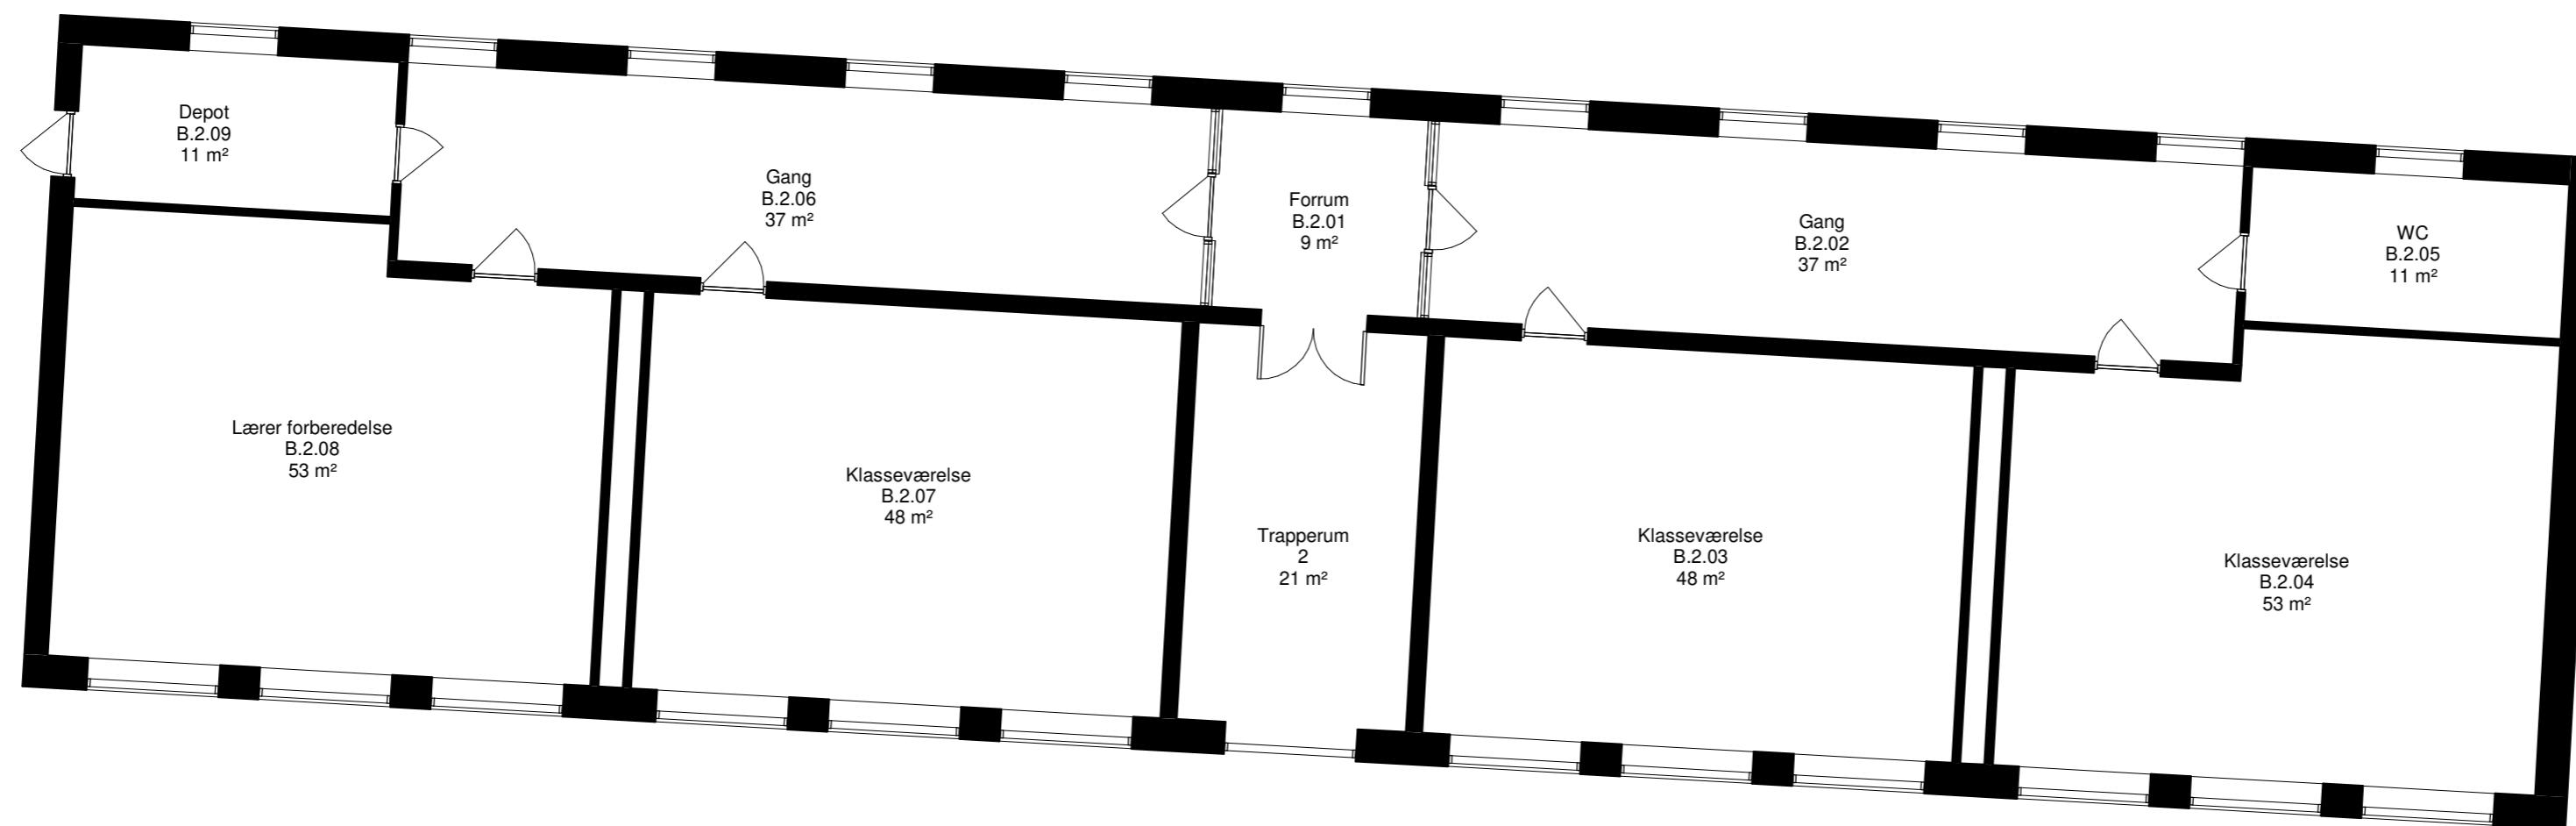 Depot
B.2.09
11 m²
Gang
B.2.06
37 m²
Forrum
B.2.01
9 m²
Gang
B.2.02
37 m²
WC
B.2.05
11 m²
Lærer forberedelse
B.2.08
53 m²
Klasseværelse
B.2.07
48 m²
Trapperum
2
21 m²
Klasseværelse
B.2.03
48 m²
Klasseværelse
B.2.04
53 m²